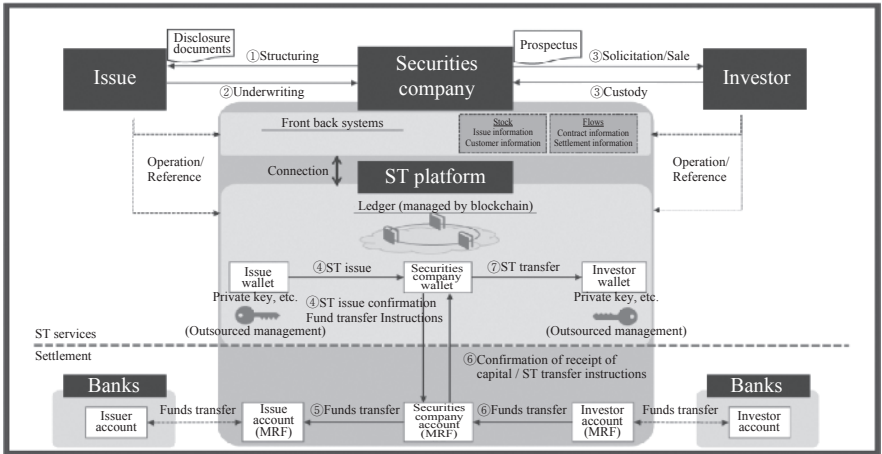 Disclosure
documents
①Structuring
Prospectus
③Solicitation/Sale
Issue
Securities
company
Investor
②Underwriting
③Custody
Front back systems
Stock
Issue information
Customer information
Flows
Contract information
Settlement information
Operation/
Reference
Connection
Operation/
Reference
ST platform
Ledger (managed by blockchain)
Issue
wallet
④ST issue
Securities
company
wallet
⑦ST transfer
Investor
wallet
Private key, etc.
(Outsourced management)
④ST issue confirmation
Fund transfer Instructions
Private key, etc.
(Outsourced management)
ST services
Settlement
⑥Confirmation of receipt of
capital / ST transfer instructions
Banks
Banks
Issuer
account
Funds transfer
Issue
account
(MRF)
⑤Funds transfer
Securities
company
account
(MRF)
⑥Funds transfer
Investor
account
(MRF)
Funds transfer
Investor
account